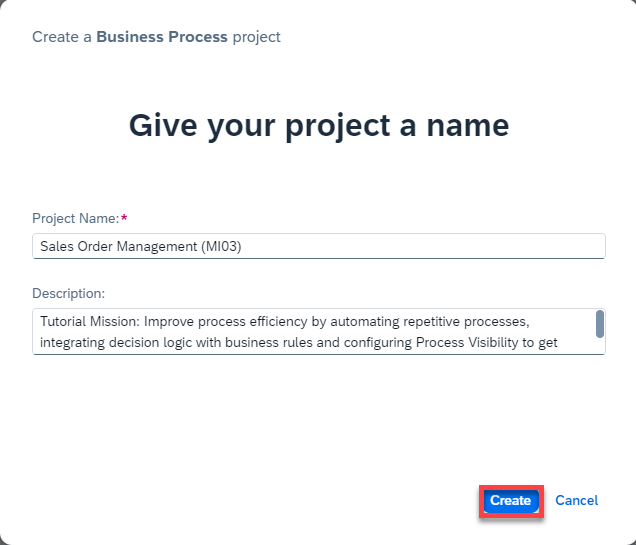 Create a Business Process project
Give your project a name
Project Name:*
Sales Order Management (MI03)
Description:
Tutorial Mission: Improve process efficiency by automating repetitive processes,
integrating decision logic with business rules and configuring Process Visibility to get
Create Cancel